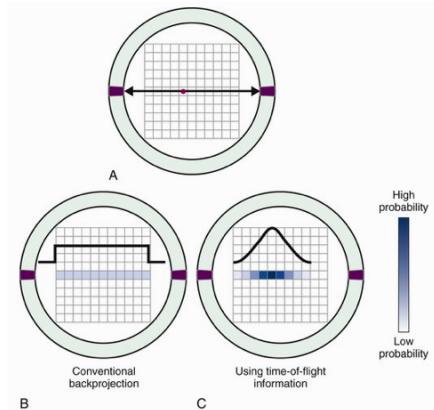 A
High
probability
Low
probability
Conventional
backprojection
Using time-of-flight
information
B
C